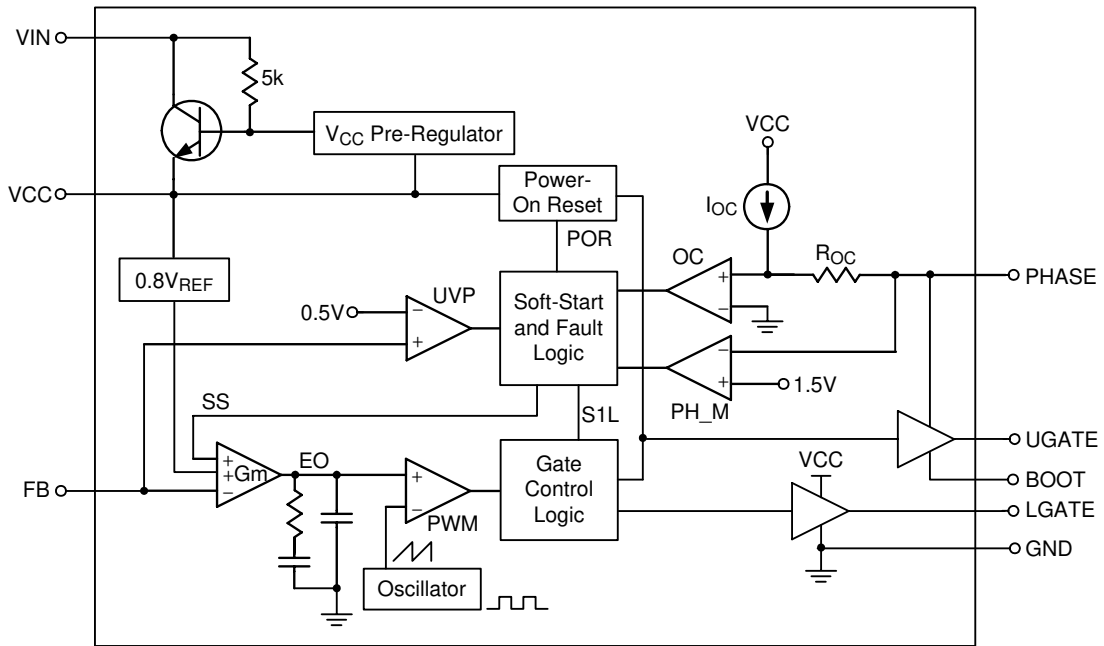 VIN
5k
VCC Pre-Regulator
VCC
VCC
Power-
On Reset
IOC
POR
OC
ROC
PHASE
0.8VREF
UVP
0.5V
Soft-Start
and Fault
Logic
1.5V
PH_M
SS
S1L
Gm
EO
Gate
Control
Logic
VCC
UGATE
BOOT
FB
PWM
LGATE
GND
Oscillator
+
−
−
+
−
+
+
+
−
+
−